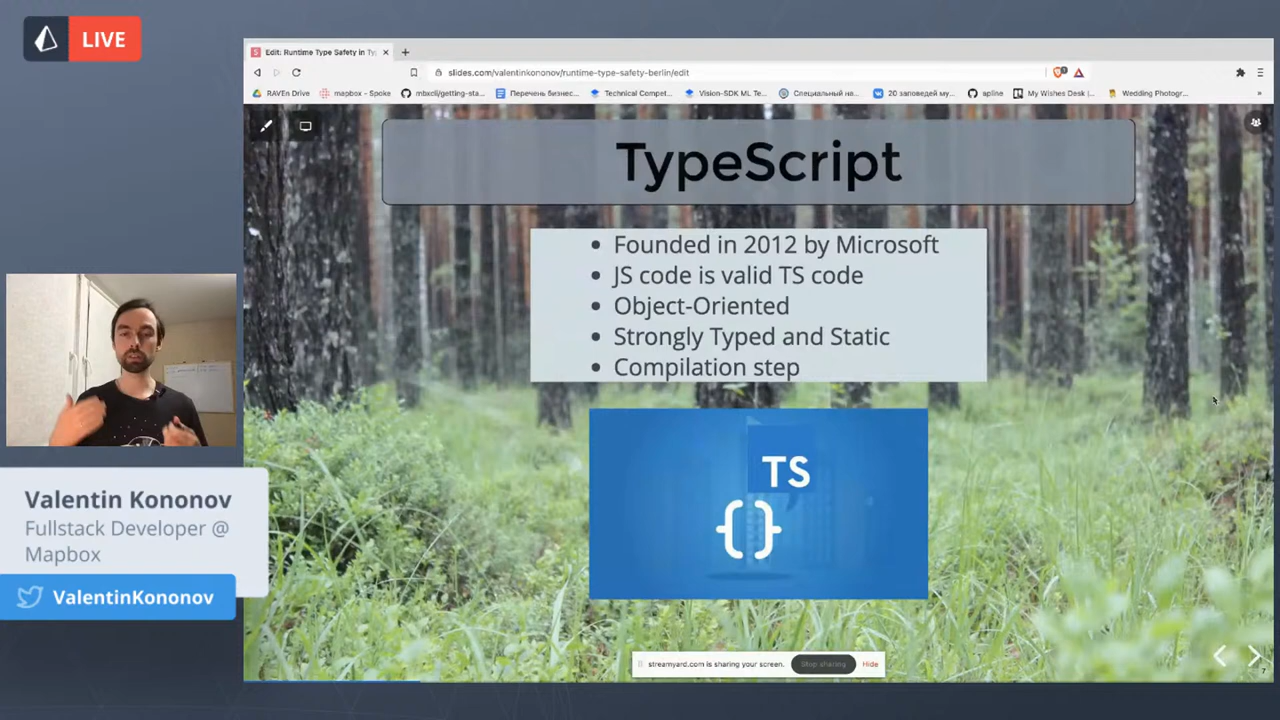 LIVE
Edit: Runtime Type Safety in Ty
slides.com/valentinkononov/runtime-type-safety-berlin/edit
RAVEn Drive
mapbox - Spoke
mbxcli/getting-sta...
Перечень бизнес...
Technical Compet...
Vision-SDK ML Te...
Специальный на...
20 заповедей му...
apline
My Wishes Desk |...
Wedding Photogr...
TypeScript
Founded in 2012 by Microsoft
JS code is valid TS code
Object-Oriented
Strongly Typed and Static
Compilation step
TS
{}
Valentin Kononov
Fullstack Developer @
Mapbox
ValentinKononov
streamyard.com is sharing your screen.
Stop sharing
Hide
7